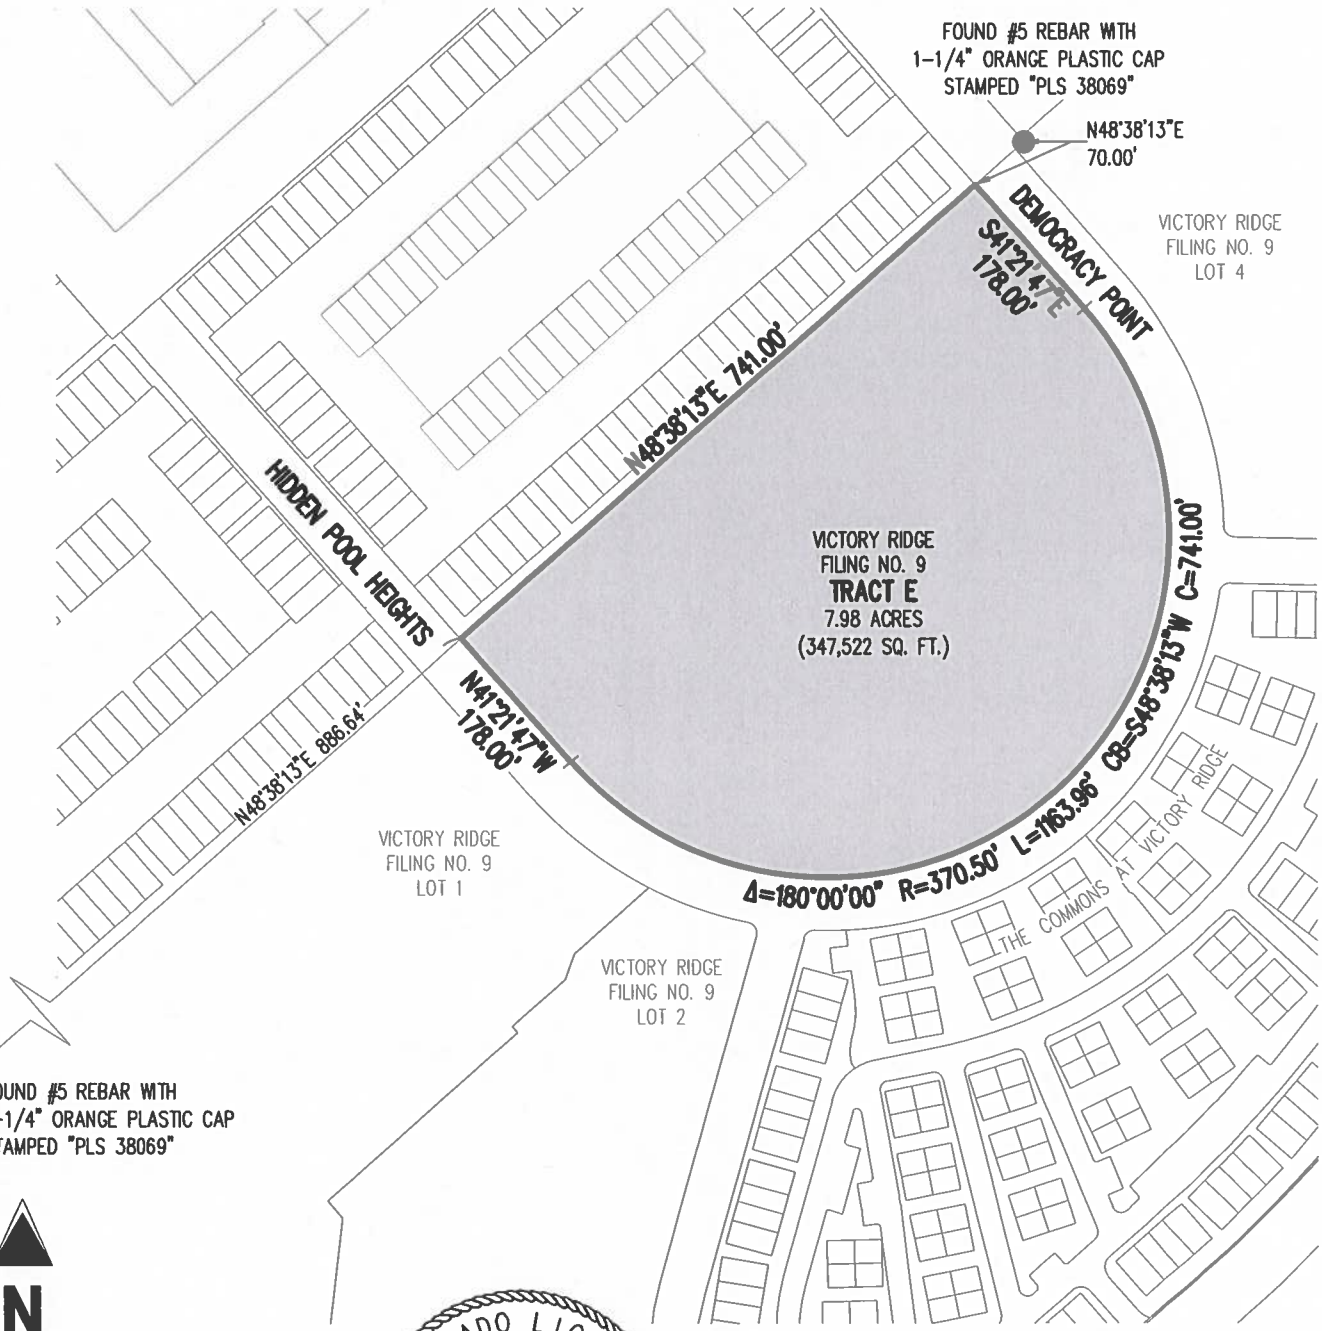 FOUND #5 REBAR WITH
1-1/4" ORANGE PLASTIC CAP
STAMPED "PLS 38069"
N48°38'13"E
70.00'
DEMOCRACY POINT
S41°21'47"E
178.00'
VICTORY RIDGE
FILING NO. 9
LOT 4
N48°38'13"E 741.00'
HIDDEN POOL HEIGHTS
VICTORY RIDGE
FILING NO. 9
TRACT E
7.98 ACRES
(347,522 SQ. FT.)
N41°21'47"W
178.00'
N48°38'13"E 886.64'
Δ=180°00'00" R=370.50' L=1163.96' CB=S48°38'13"W C=741.00'
VICTORY RIDGE
FILING NO. 9
LOT 1
THE COMMONS AT VICTORY RIDGE
VICTORY RIDGE
FILING NO. 9
LOT 2
OUND #5 REBAR WITH
-1/4" ORANGE PLASTIC CAP
TAMPED "PLS 38069"
N
ADO LIC